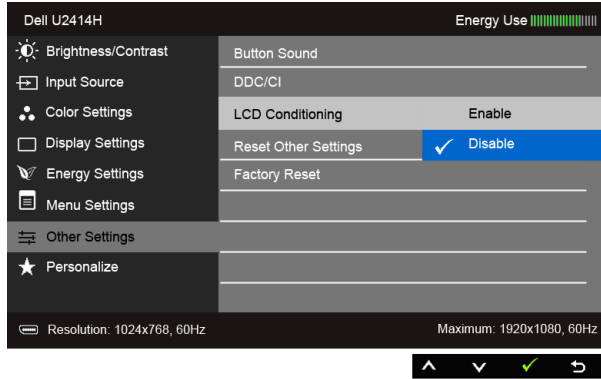 Dell U2414H Energy Use
Brightness/Contrast Button Sound
Input Source DDC/CI
Color Settings LCD Conditioning Enable
Display Settings Reset Other Settings Disable
Energy Settings Factory Reset
Menu Settings
Other Settings
Personalize
Resolution: 1024x768, 60Hz Maximum: 1920x1080, 60Hz